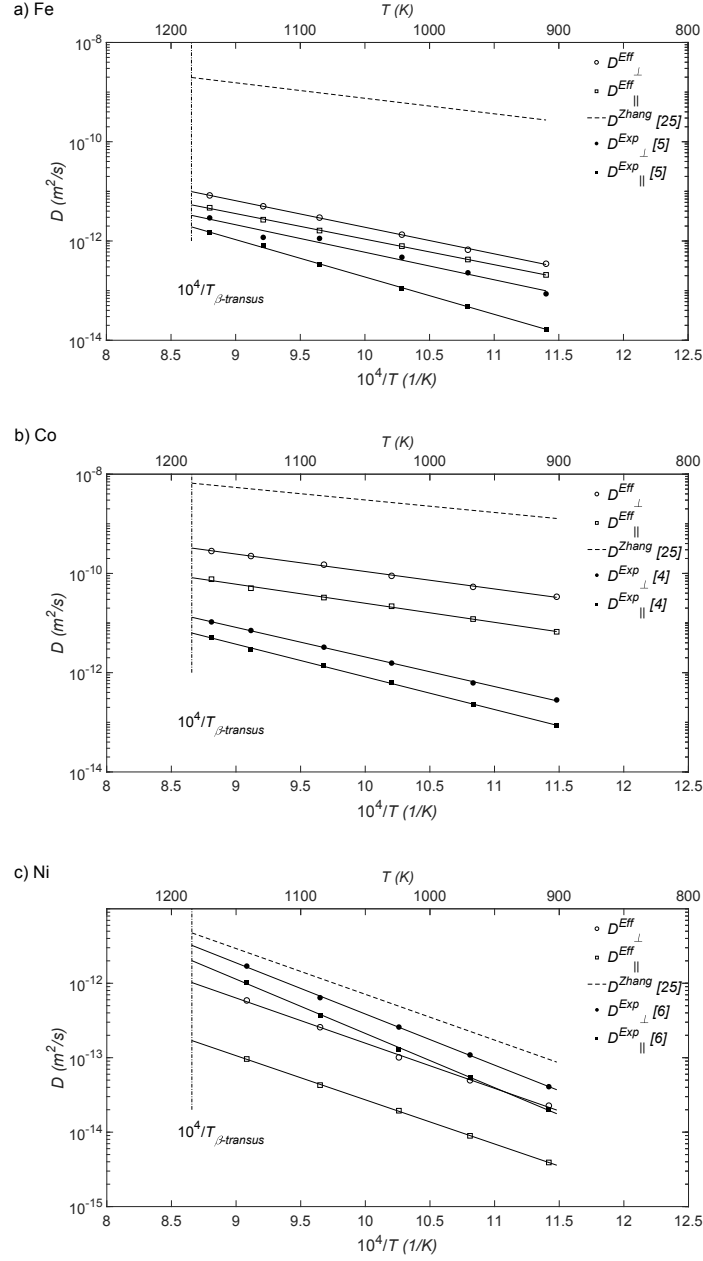 a) Fe
T (K)
1200 1100 1000 900 800
10^-8
10^-10
10^-12
10^-14
D (m^2/s)
D^Eff_⊥
D^Eff_||
D^Zhang [25]
D^Exp_⊥ [5]
D^Exp_|| [5]
10^4/T_β-transus
8 8.5 9 9.5 10 10.5 11 11.5 12 12.5
10^4/T (1/K)
b) Co
T (K)
1200 1100 1000 900 800
10^-8
10^-10
10^-12
10^-14
D (m^2/s)
D^Eff_⊥
D^Eff_||
D^Zhang [25]
D^Exp_⊥ [4]
D^Exp_|| [4]
10^4/T_β-transus
8 8.5 9 9.5 10 10.5 11 11.5 12 12.5
10^4/T (1/K)
c) Ni
T (K)
1200 1100 1000 900 800
10^-12
10^-13
10^-14
10^-15
D (m^2/s)
D^Eff_⊥
D^Eff_||
D^Zhang [25]
D^Exp_⊥ [6]
D^Exp_|| [6]
10^4/T_β-transus
8 8.5 9 9.5 10 10.5 11 11.5 12 12.5
10^4/T (1/K)